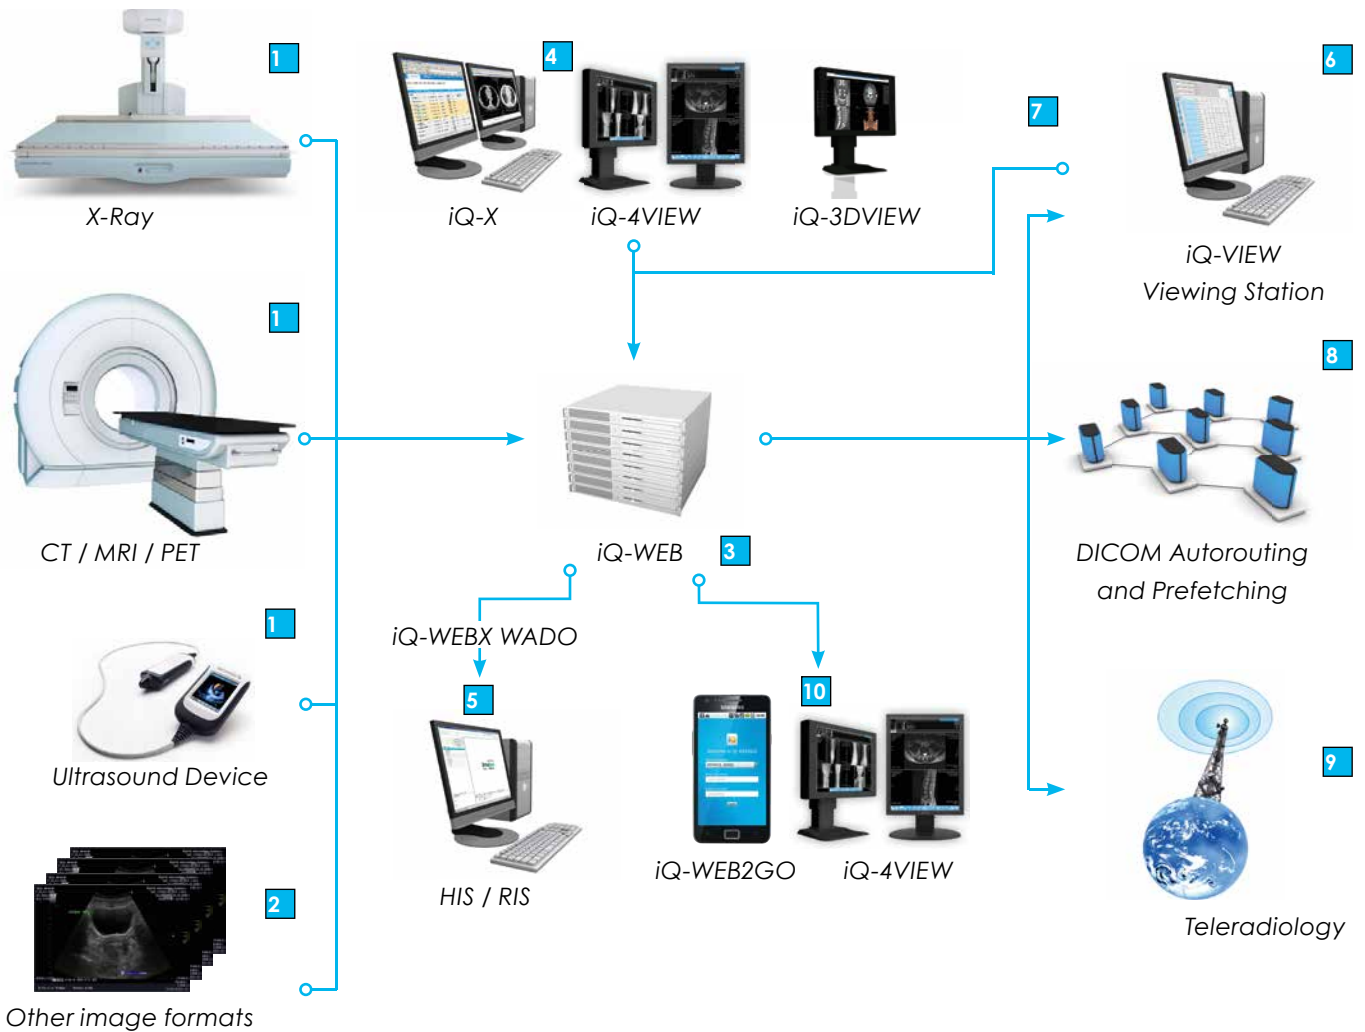 1
X-Ray
4
iQ-X
iQ-4VIEW
iQ-3DVIEW
7
6
iQ-VIEW
Viewing Station
1
CT / MRI / PET
iQ-WEB
3
8
DICOM Autorouting
and Prefetching
1
Ultrasound Device
iQ-WEBX WADO
5
HIS / RIS
10
SAMSUNG
iQ-WEB2GO
iQ-4VIEW
9
Teleradiology
2
Other image formats